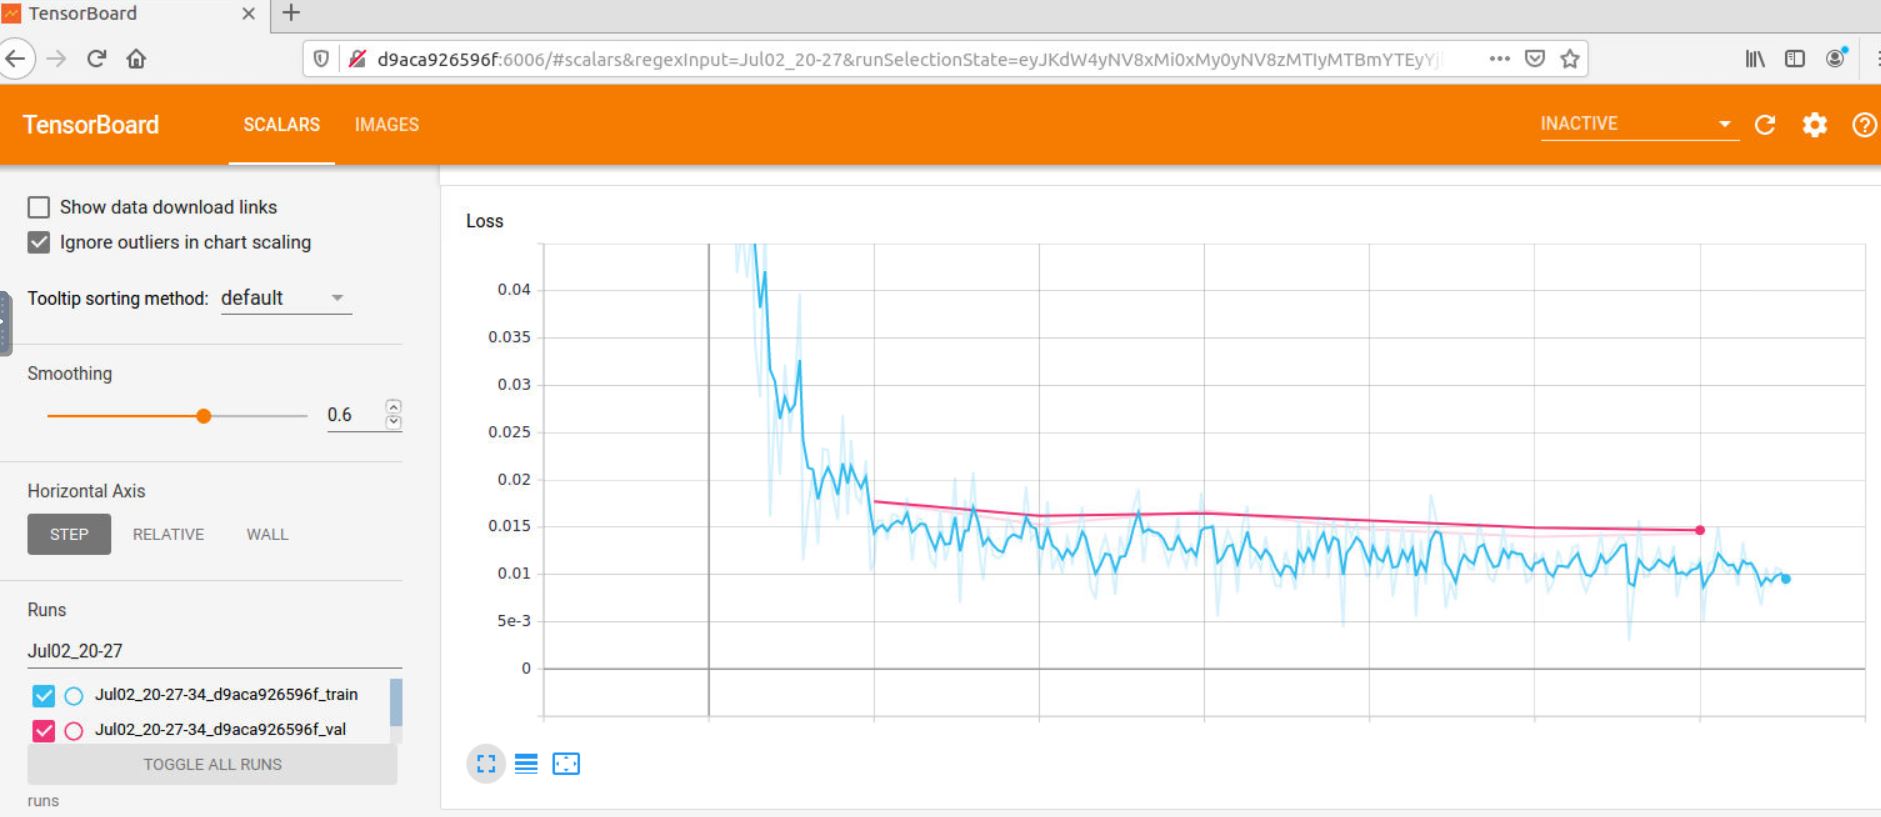 TensorBoard
d9aca926596f:6006/#scalars&regexInput=Jul02_20-27&runSelectionState=eyJKdW4yNV8xMi0xMy0yNV8zMTIyMTBmYTEyYj
TensorBoard SCALARS IMAGES INACTIVE
Show data download links
Ignore outliers in chart scaling
Tooltip sorting method: default
Smoothing
0.6
Horizontal Axis
STEP RELATIVE WALL
Runs
Jul02_20-27
Jul02_20-27-34_d9aca926596f_train
Jul02_20-27-34_d9aca926596f_val
TOGGLE ALL RUNS
runs
Loss
0.04
0.035
0.03
0.025
0.02
0.015
0.01
5e-3
0